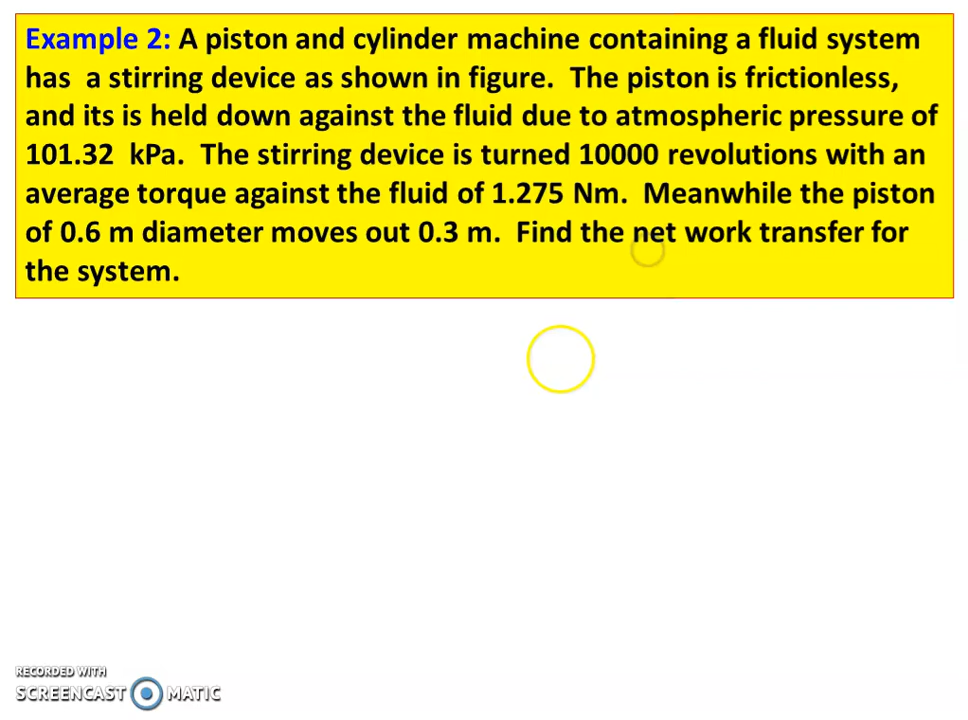 Example 2: A piston and cylinder machine containing a fluid system
has a stirring device as shown in figure. The piston is frictionless,
and its is held down against the fluid due to atmospheric pressure of
101.32 kPa. The stirring device is turned 10000 revolutions with an
average torque against the fluid of 1.275 Nm. Meanwhile the piston
of 0.6 m diameter moves out 0.3 m. Find the net work transfer for
the system.
RECORDED WITH
SCREENCAST MATIC